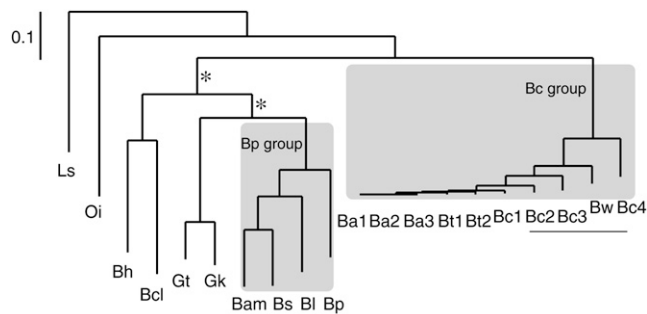 0.1
*
Bc group
*
Bp group
Ls
Oi
Ba1 Ba2 Ba3 Bt1 Bt2 Bc1 Bc2 Bc3 Bw Bc4
Bh
Bcl
Gt
Gk
Bam Bs Bl Bp